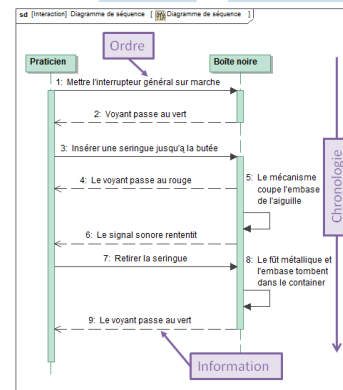 sd [Interaction] Diagramme de séquence [ Diagramme de séquence ]
Ordre
Praticien
Boîte noire
1: Mettre l'interrupteur général sur marche
2: Voyant passe au vert
3: Insérer une seringue jusqu'à la butée
4: Le voyant passe au rouge
5: Le mécanisme
coupe l'embase
de l'aiguille
6: Le signal sonore rententit
7: Retirer la seringue
8: Le fût métallique et
l'embase tombent
dans le container
9: Le voyant passe au vert
Information
Chronologie